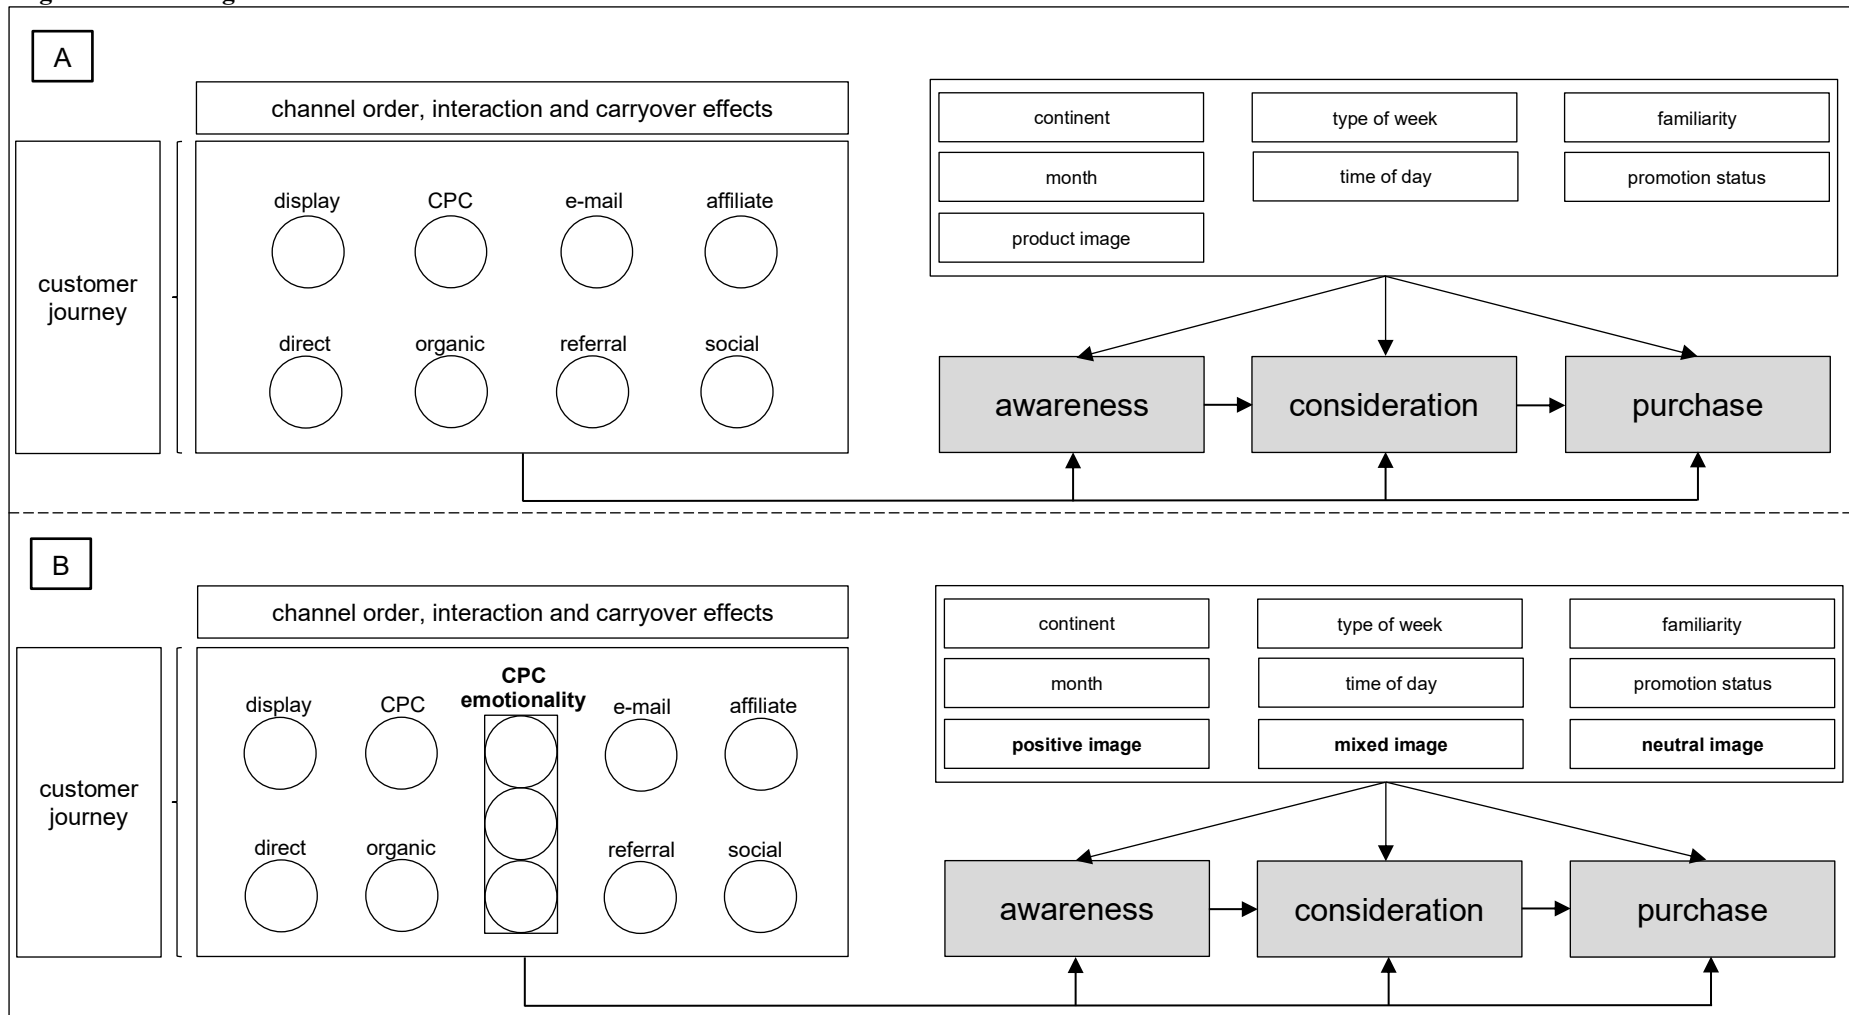 A
channel order, interaction and carryover effects
customer
journey
display CPC e-mail affiliate
direct organic referral social
continent type of week familiarity
month time of day promotion status
product image
awareness consideration purchase
B
channel order, interaction and carryover effects
customer
journey
CPC
emotionality
display CPC e-mail affiliate
direct organic referral social
continent type of week familiarity
month time of day promotion status
positive image mixed image neutral image
awareness consideration purchase